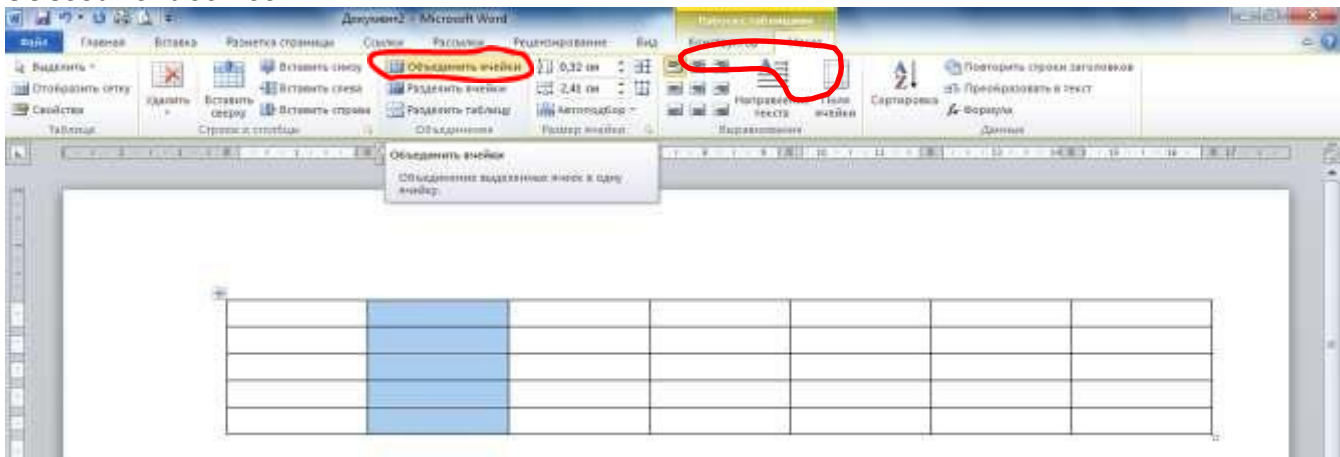 Документ2 - Microsoft Word
Работа с таблицами
Файл Главная Вставка Разметка страницы Ссылки Рассылки Рецензирование Вид Конструктор
Выделить
Отобразить сетку
Свойства
Таблица
Удалить
Вставить сверху
Вставить снизу
Вставить слева
Вставить справа
Строки и столбцы
Объединить ячейки
Разделить ячейки
Разделить таблицу
Объединение
0,32 см
2,41 см
Автоподбор
Размер ячейки
Направление текста
Поля ячейки
Выравнивание
Сортировка
Повторить строки заголовков
Преобразовать в текст
Формула
Данные
Объединить ячейки
Объединение выделенных ячеек в одну
ячейку.